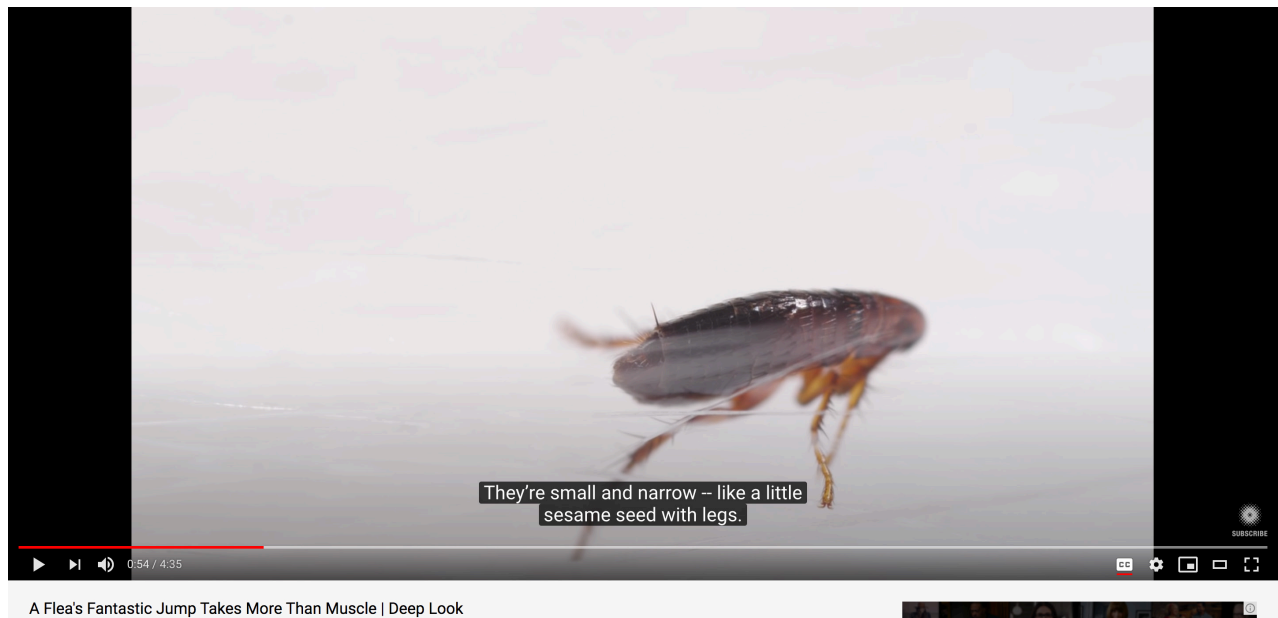 They’re small and narrow -- like a little
sesame seed with legs.
SUBSCRIBE
0:54 / 4:35
CC
A Flea's Fantastic Jump Takes More Than Muscle | Deep Look